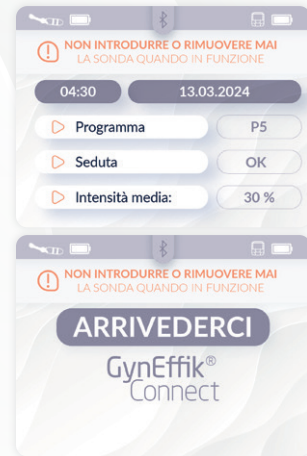 NON INTRODURRE O RIMUOVERE MAI
LA SONDA QUANDO IN FUNZIONE
04:30 13.03.2024
Programma P5
Seduta OK
Intensità media: 30 %
NON INTRODURRE O RIMUOVERE MAI
LA SONDA QUANDO IN FUNZIONE
ARRIVEDERCI
GynEffik®
Connect